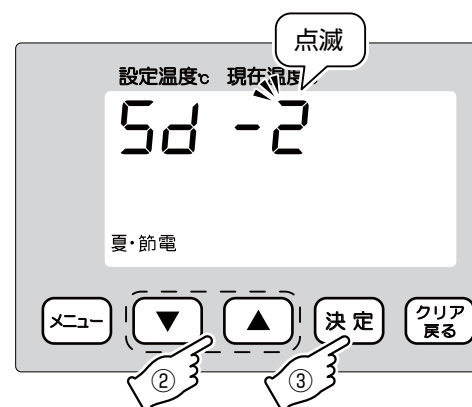 点滅
設定温度℃ 現在温度
Sd -2
夏・節電
メニュー ▼ ▲ 決定 クリア
戻る
② ③